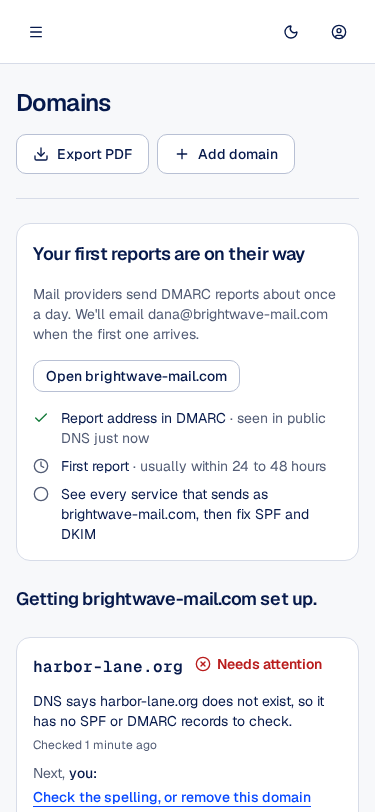 Domains
Export PDF
Add domain
Your first reports are on their way
Mail providers send DMARC reports about once
a day. We'll email dana@brightwave-mail.com
when the first one arrives.
Open brightwave-mail.com
Report address in DMARC · seen in public
DNS just now
First report · usually within 24 to 48 hours
See every service that sends as
brightwave-mail.com, then fix SPF and
DKIM
Getting brightwave-mail.com set up.
harbor-lane.org
Needs attention
DNS says harbor-lane.org does not exist, so it
has no SPF or DMARC records to check.
Checked 1 minute ago
Next, you:
Check the spelling, or remove this domain